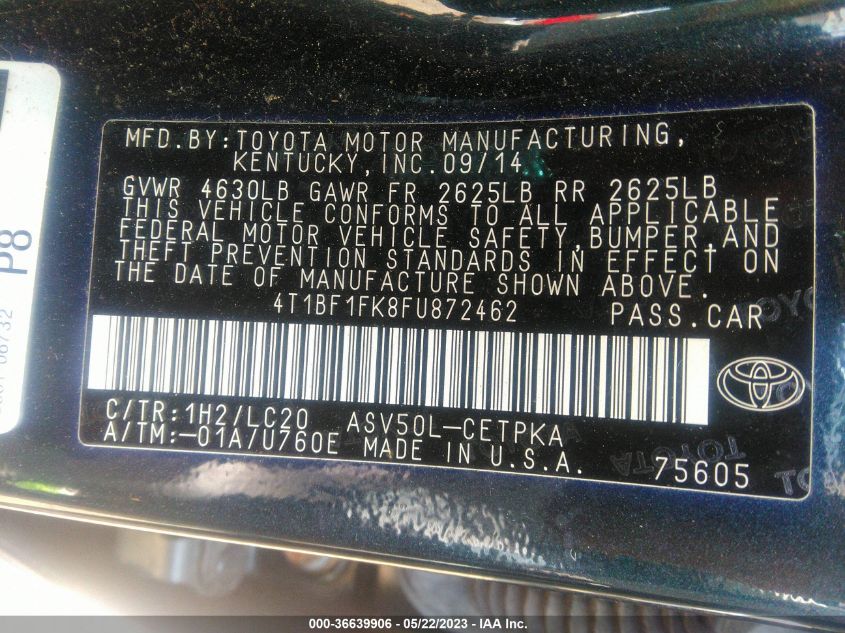 MFD.BY:TOYOTA MOTOR MANUFACTURING,
KENTUCKY,INC.09/14
GVWR 4630LB GAWR FR 2625LB RR 2625LB
THIS VEHICLE CONFORMS TO ALL APPLICABLE
FEDERAL MOTOR VEHICLE SAFETY,BUMPER,AND
THEFT PREVENTION STANDARDS IN EFFECT ON
THE DATE OF MANUFACTURE SHOWN ABOVE.
4T1BF1FK8FU872462 PASS.CAR
C/TR:1H2/LC20 ASV50L-CETPKA
A/TM:-01A/U760E MADE IN U.S.A. 75605
TOYOTA
TOYOTA
TOYOTA
P8
000-36639906 - 05/22/2023 - IAA Inc.